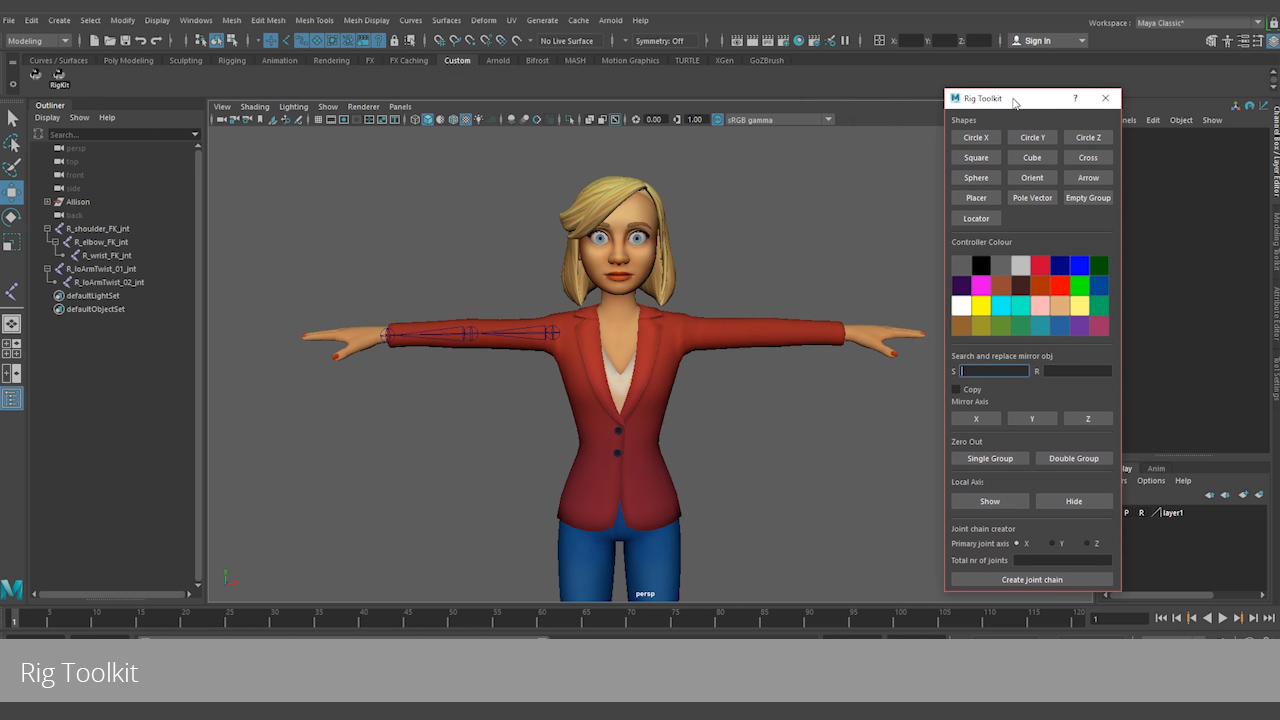 File Edit Create Select Modify Display Windows Mesh Edit Mesh Mesh Tools Mesh Display Curves Surfaces Deform UV Generate Cache Arnold Help
Workspace : Maya Classic*
Modeling
No Live Surface
Symmetry: Off
X:
Y:
Z:
Sign In
Curves / Surfaces Poly Modeling Sculpting Rigging Animation Rendering FX FX Caching Custom Arnold Bifrost MASH Motion Graphics TURTLE XGen GoZBrush
RigKit
Outliner
Display Show Help
Search...
persp
top
front
side
Allison
back
R_shoulder_FK_jnt
R_elbow_FK_jnt
R_wrist_FK_jnt
R_loArmTwist_01_jnt
R_loArmTwist_02_jnt
defaultLightSet
defaultObjectSet
View Shading Lighting Show Renderer Panels
0.00
1.00
sRGB gamma
persp
Rig Toolkit ?
Shapes
Circle X Circle Y Circle Z
Square Cube Cross
Sphere Orient Arrow
Placer Pole Vector Empty Group
Locator
Controller Colour
Search and replace mirror obj
S R
Copy
Mirror Axis
X Y Z
Zero Out
Single Group Double Group
Local Axis
Show Hide
Joint chain creator
Primary joint axis X Y Z
Total nr of joints
Create joint chain
nels Edit Object Show
Channel Box / Layer Editor
Modeling Toolkit
Attribute Editor
Tool Settings
lay Anim
rs Options Help
P R layer1
1
5 10 15 20 25 30 35 40 45 50 55 60 65 70 75 80 85 90 95 100 105 110 115 120
1
Rig Toolkit